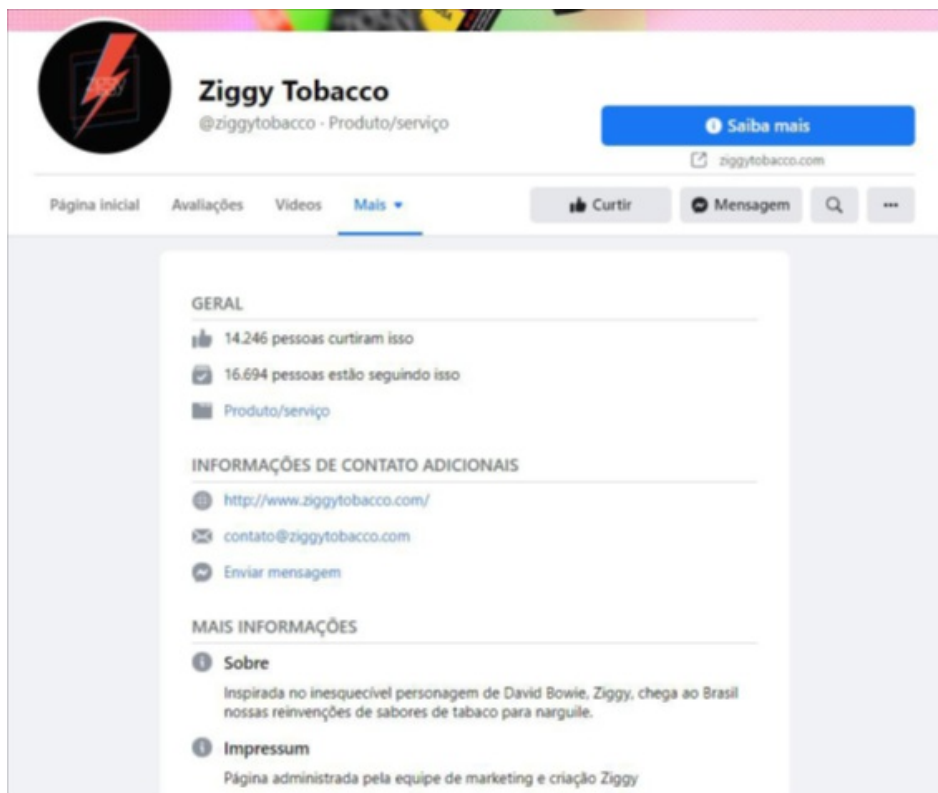 ziggy
Ziggy Tobacco
@ziggytobacco · Produto/serviço
Saiba mais
ziggytobacco.com
Página inicial Avaliações Vídeos Mais Curtir Mensagem ...
GERAL
14.246 pessoas curtiram isso
16.694 pessoas estão seguindo isso
Produto/serviço
INFORMAÇÕES DE CONTATO ADICIONAIS
http://www.ziggytobacco.com/
contato@ziggytobacco.com
Enviar mensagem
MAIS INFORMAÇÕES
Sobre
Inspirada no inesquecível personagem de David Bowie, Ziggy, chega ao Brasil
nossas reinvenções de sabores de tabaco para narguile.
Impressum
Página administrada pela equipe de marketing e criação Ziggy